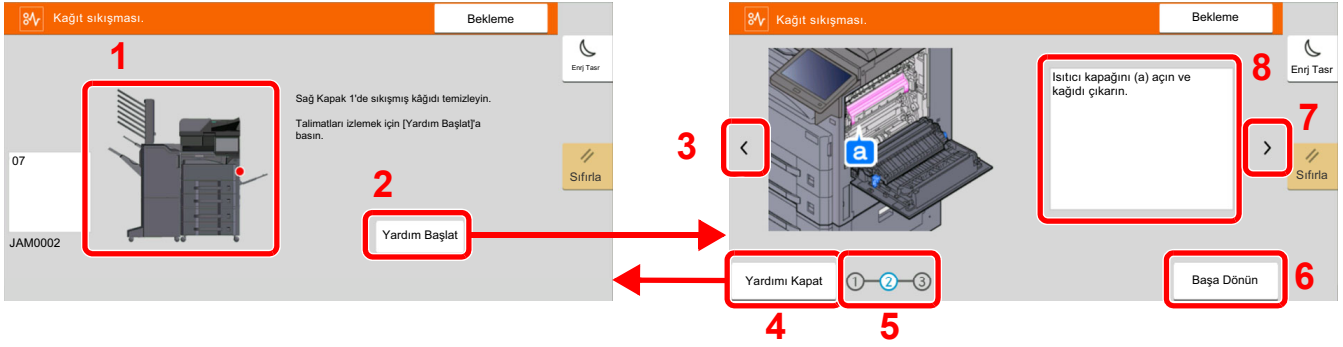 Kağıt sıkışması.
Bekleme
1
Enrj Tasr
Sağ Kapak 1'de sıkışmış kâğıdı temizleyin.
Talimatları izlemek için [Yardım Başlat]'a
basın.
07
Sıfırla
2
JAM0002
Yardım Başlat
Kağıt sıkışması.
Bekleme
8
Enrj Tasr
Isıtıcı kapağını (a) açın ve
kağıdı çıkarın.
3
<
a
>
7
Sıfırla
Yardımı Kapat
1 2 3
Başa Dönün
6
4
5